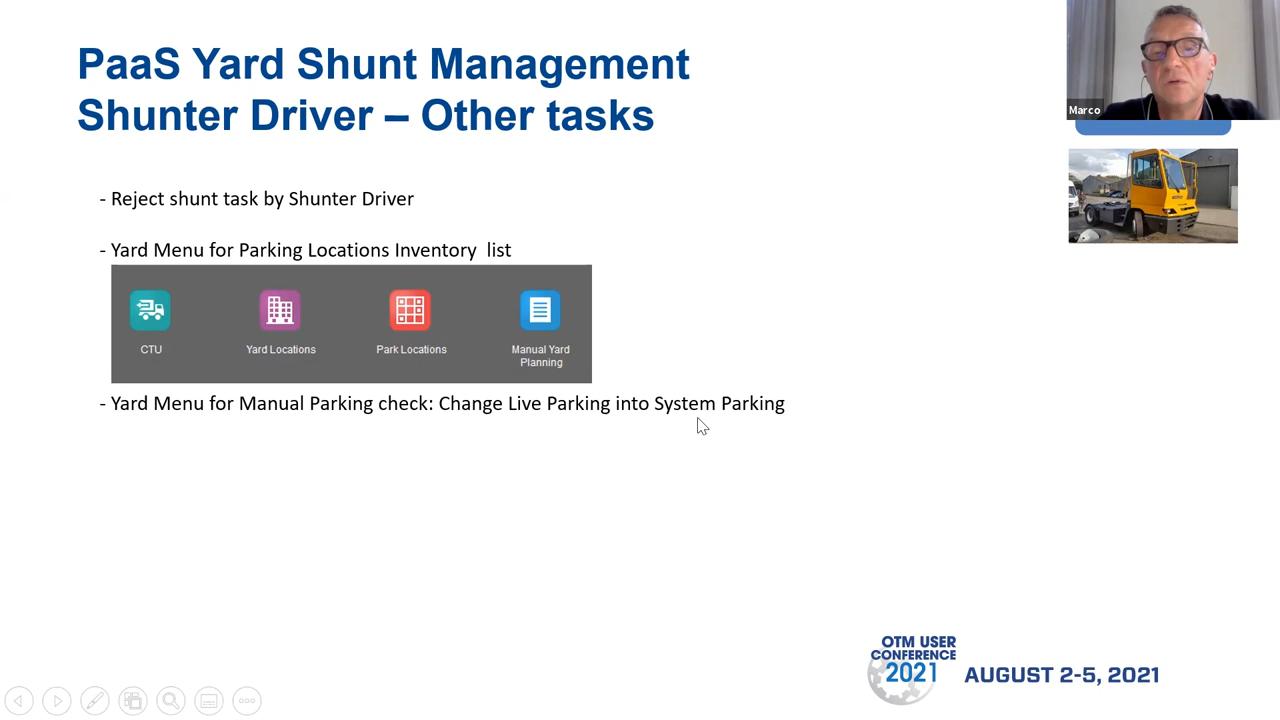 PaaS Yard Shunt Management
Shunter Driver – Other tasks
Marco
- Reject shunt task by Shunter Driver
- Yard Menu for Parking Locations Inventory  list
CTU
Yard Locations
Park Locations
Manual Yard
Planning
- Yard Menu for Manual Parking check: Change Live Parking into System Parking
OTM USER
CONFERENCE
2021
AUGUST 2-5, 2021